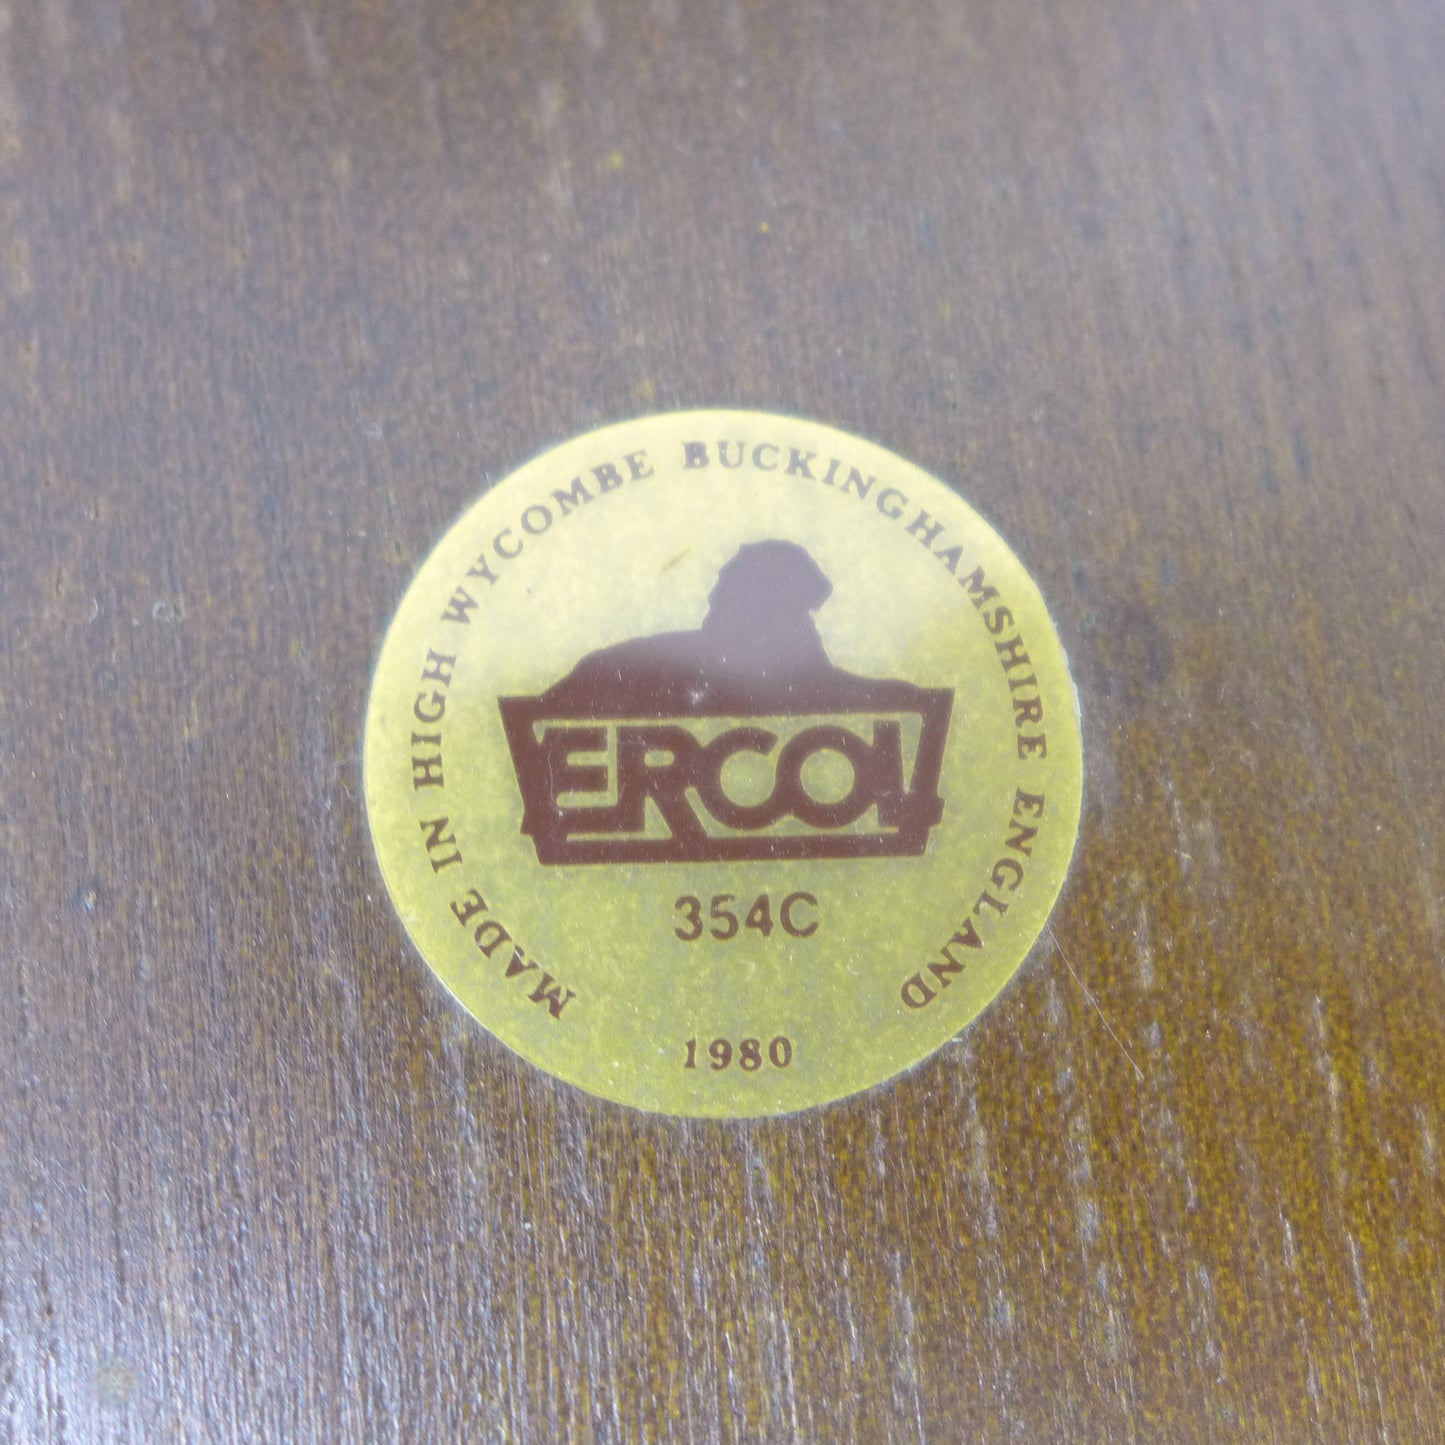 MADE IN HIGH WYCOMBE BUCKINGHAMSHIRE ENGLAND
ERCOL
354C
1980